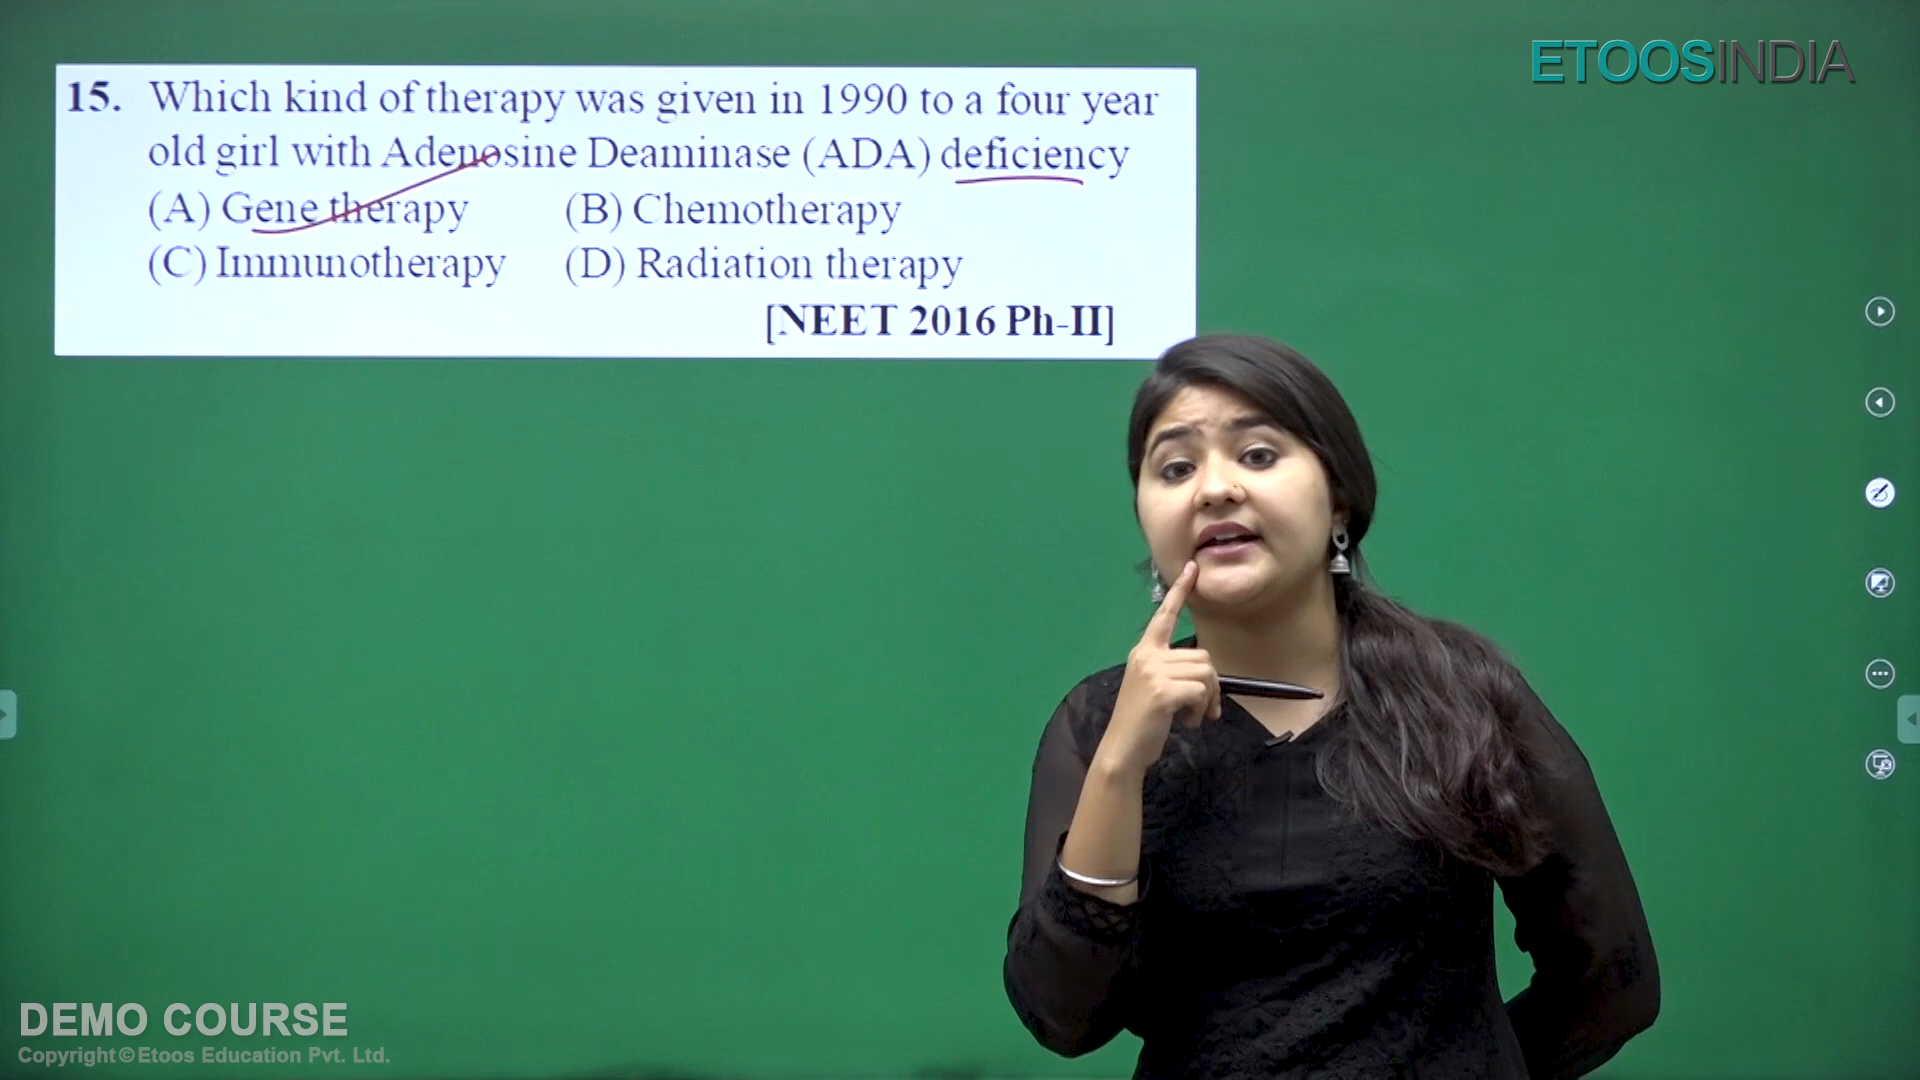 ETOOSINDIA
15. Which kind of therapy was given in 1990 to a four year
old girl with Adenosine Deaminase (ADA) deficiency
(A) Gene therapy (B) Chemotherapy
(C) Immunotherapy (D) Radiation therapy
[NEET 2016 Ph-II]
DEMO COURSE
Copyright © Etoos Education Pvt. Ltd.